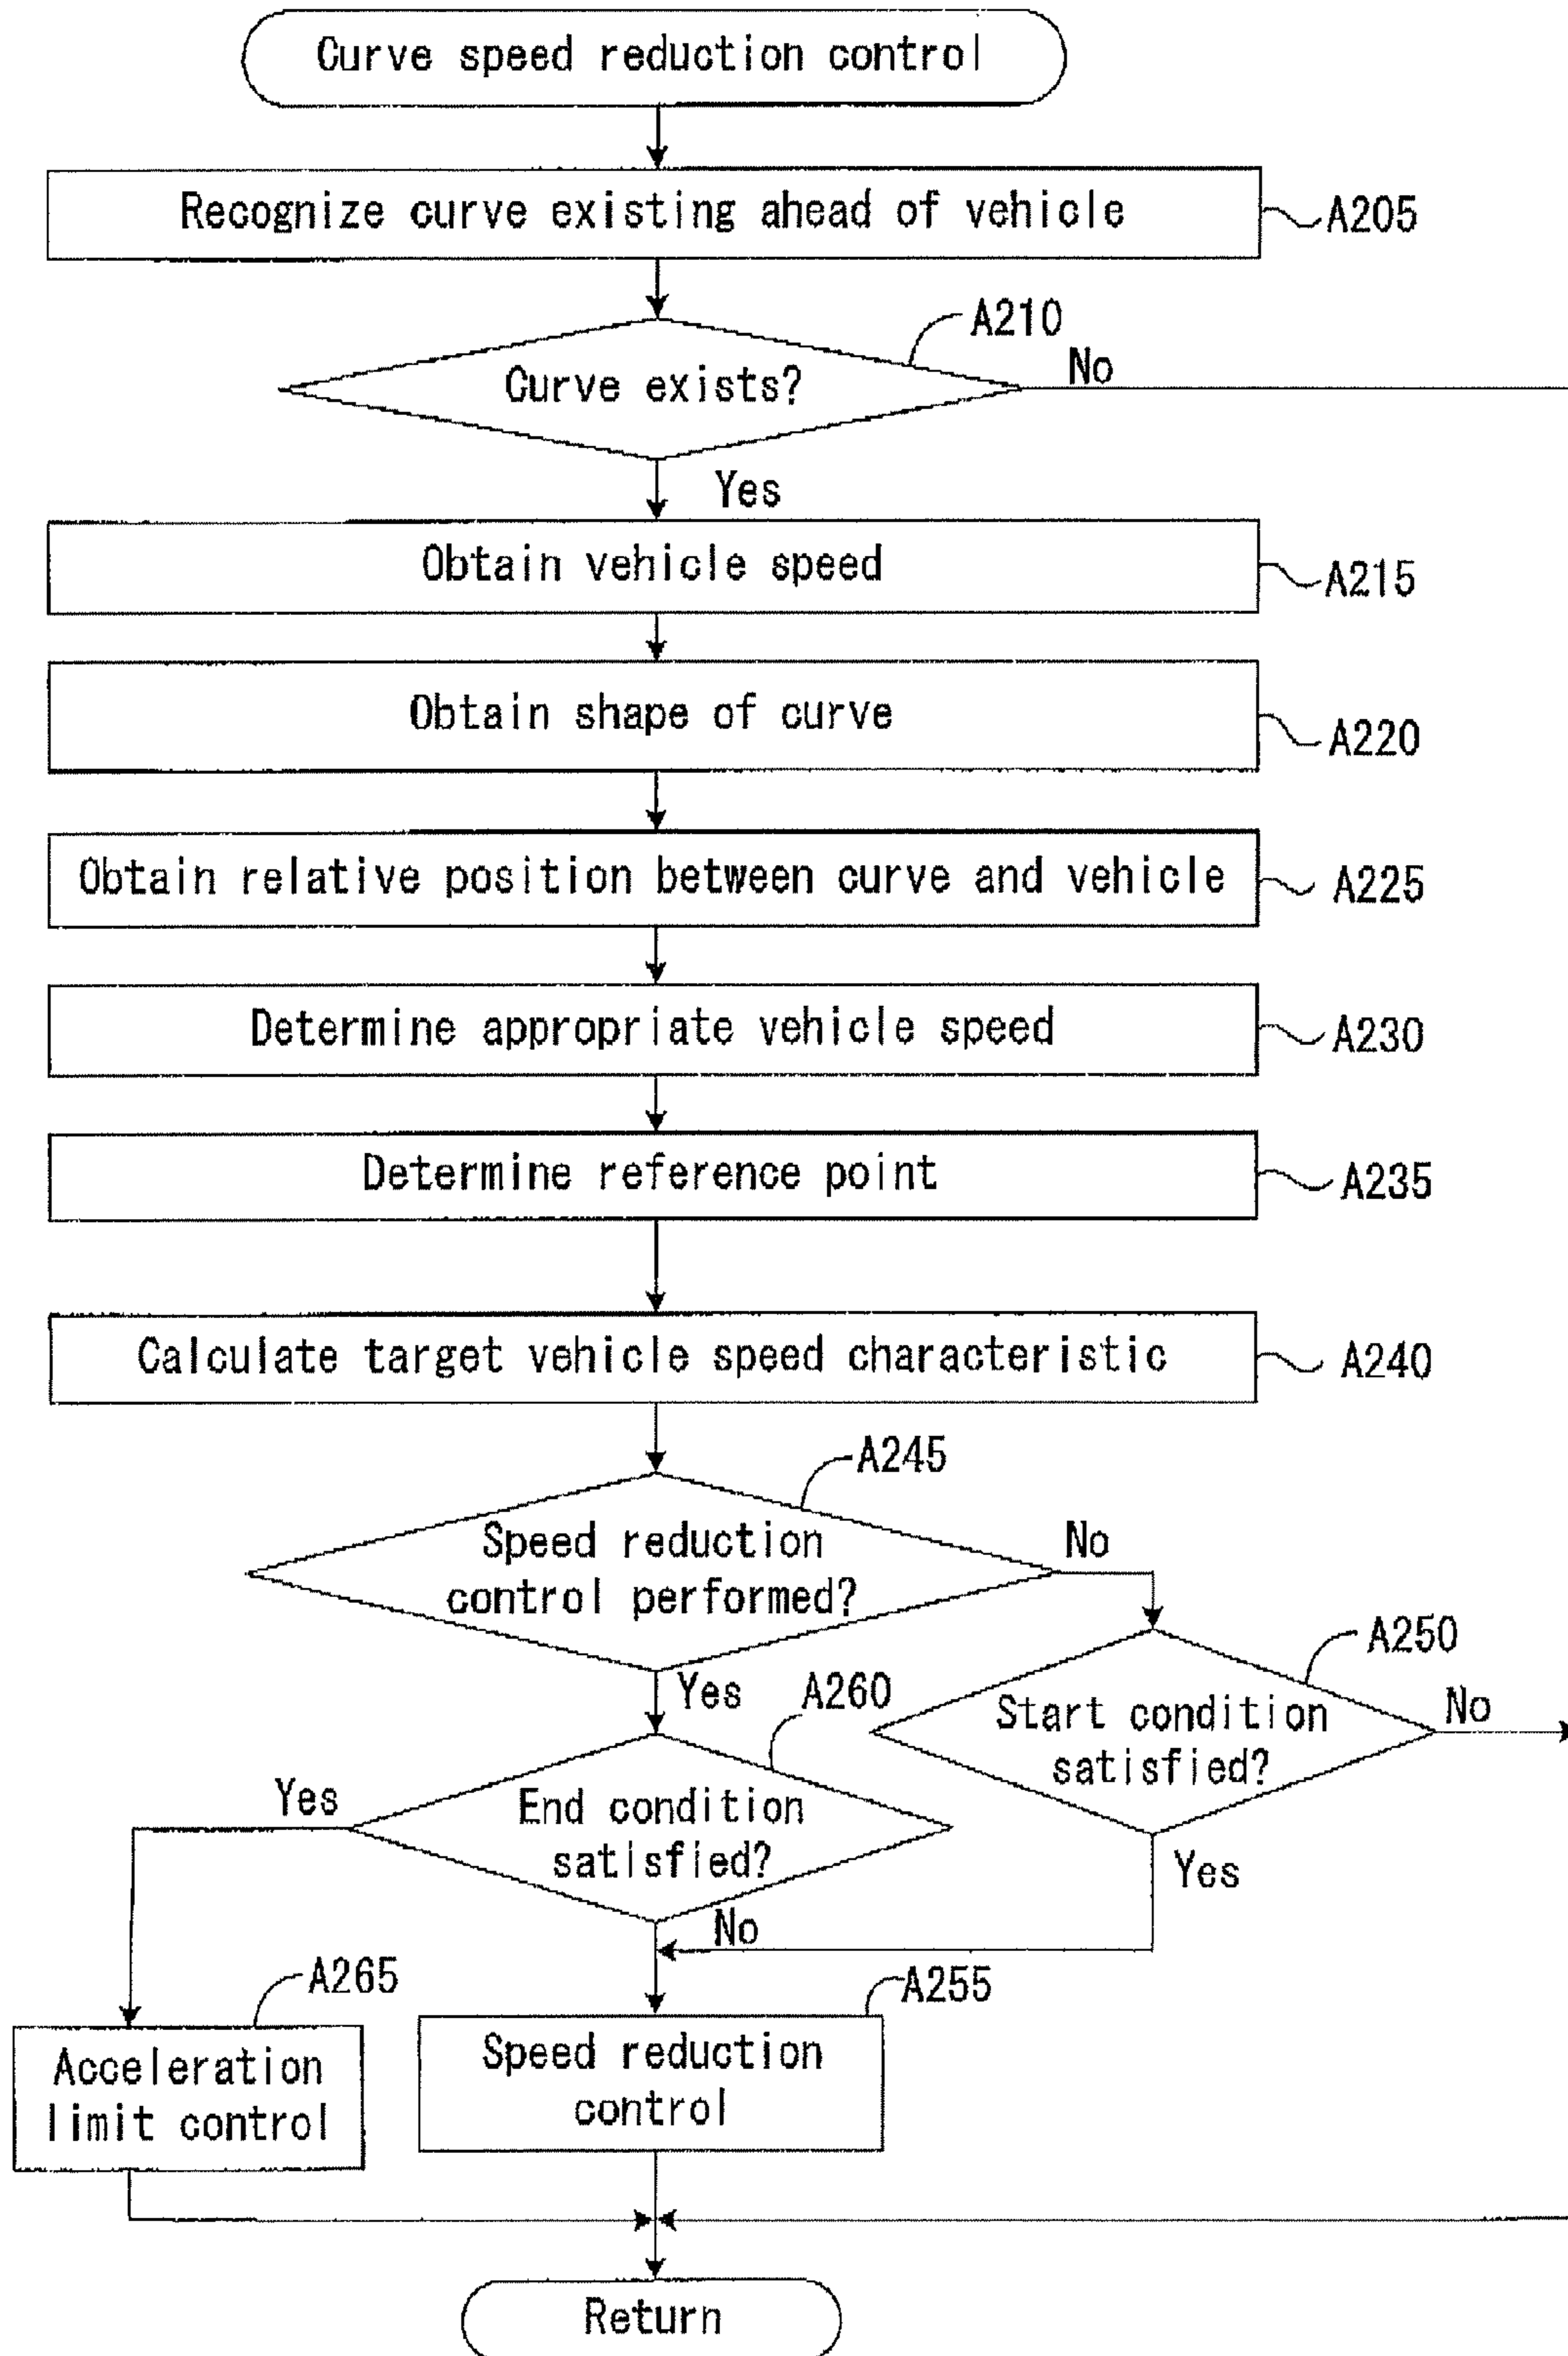 Curve speed reduction control
Recognize curve existing ahead of vehicle
A205
A210
Curve exists?
No
Yes
Obtain vehicle speed
A215
Obtain shape of curve
A220
Obtain relative position between curve and vehicle
A225
Determine appropriate vehicle speed
A230
Determine reference point
A235
Calculate target vehicle speed characteristic
A240
A245
Speed reduction
control performed?
No
Yes
A250
Start condition
satisfied?
No
Yes
A260
End condition
satisfied?
Yes
No
A265
Acceleration
limit control
A255
Speed reduction
control
Return